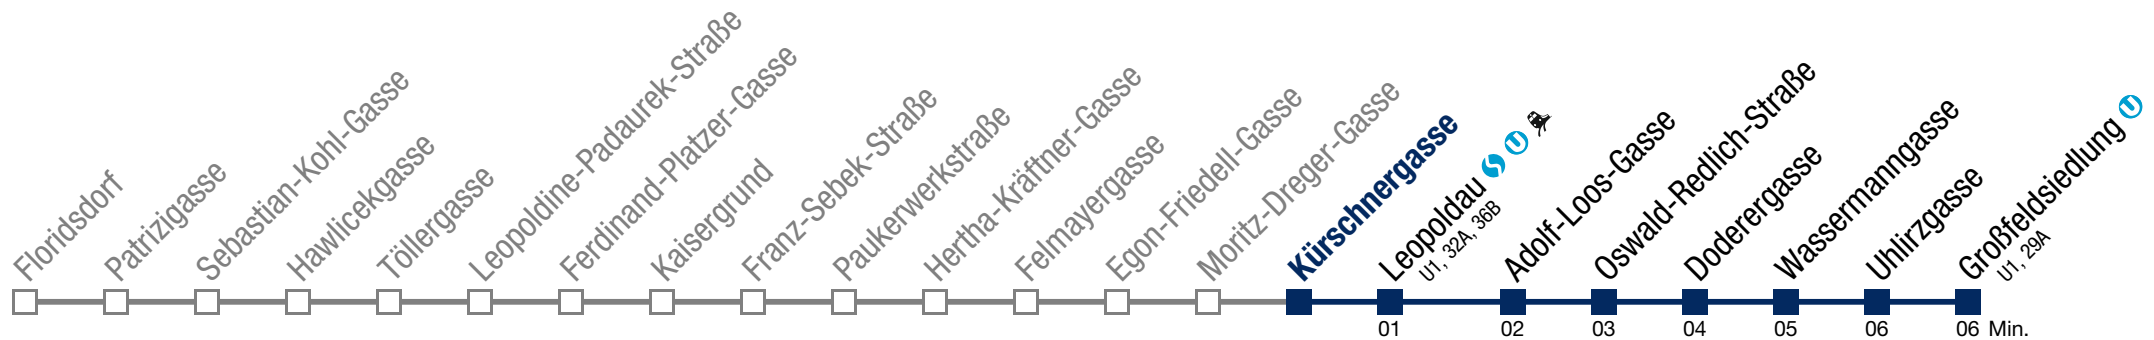 Floridsdorf
Patrizigasse
Sebastian-Kohl-Gasse
Hawlicekgasse
Töllergasse
Leopoldine-Padaurek-Straße
Ferdinand-Platzer-Gasse
Kaisergrund
Franz-Sebek-Straße
Paukerwerkstraße
Hertha-Kräftner-Gasse
Felmayergasse
Egon-Friedell-Gasse
Moritz-Dreger-Gasse
Kürschnergasse
Leopoldau S U
U1, 32A, 36B
Adolf-Loos-Gasse
Oswald-Redlich-Straße
Doderergasse
Wassermanngasse
Uhlirzgasse
Großfeldsiedlung U
U1, 29A
01 02 03 04 05 06 06 Min.